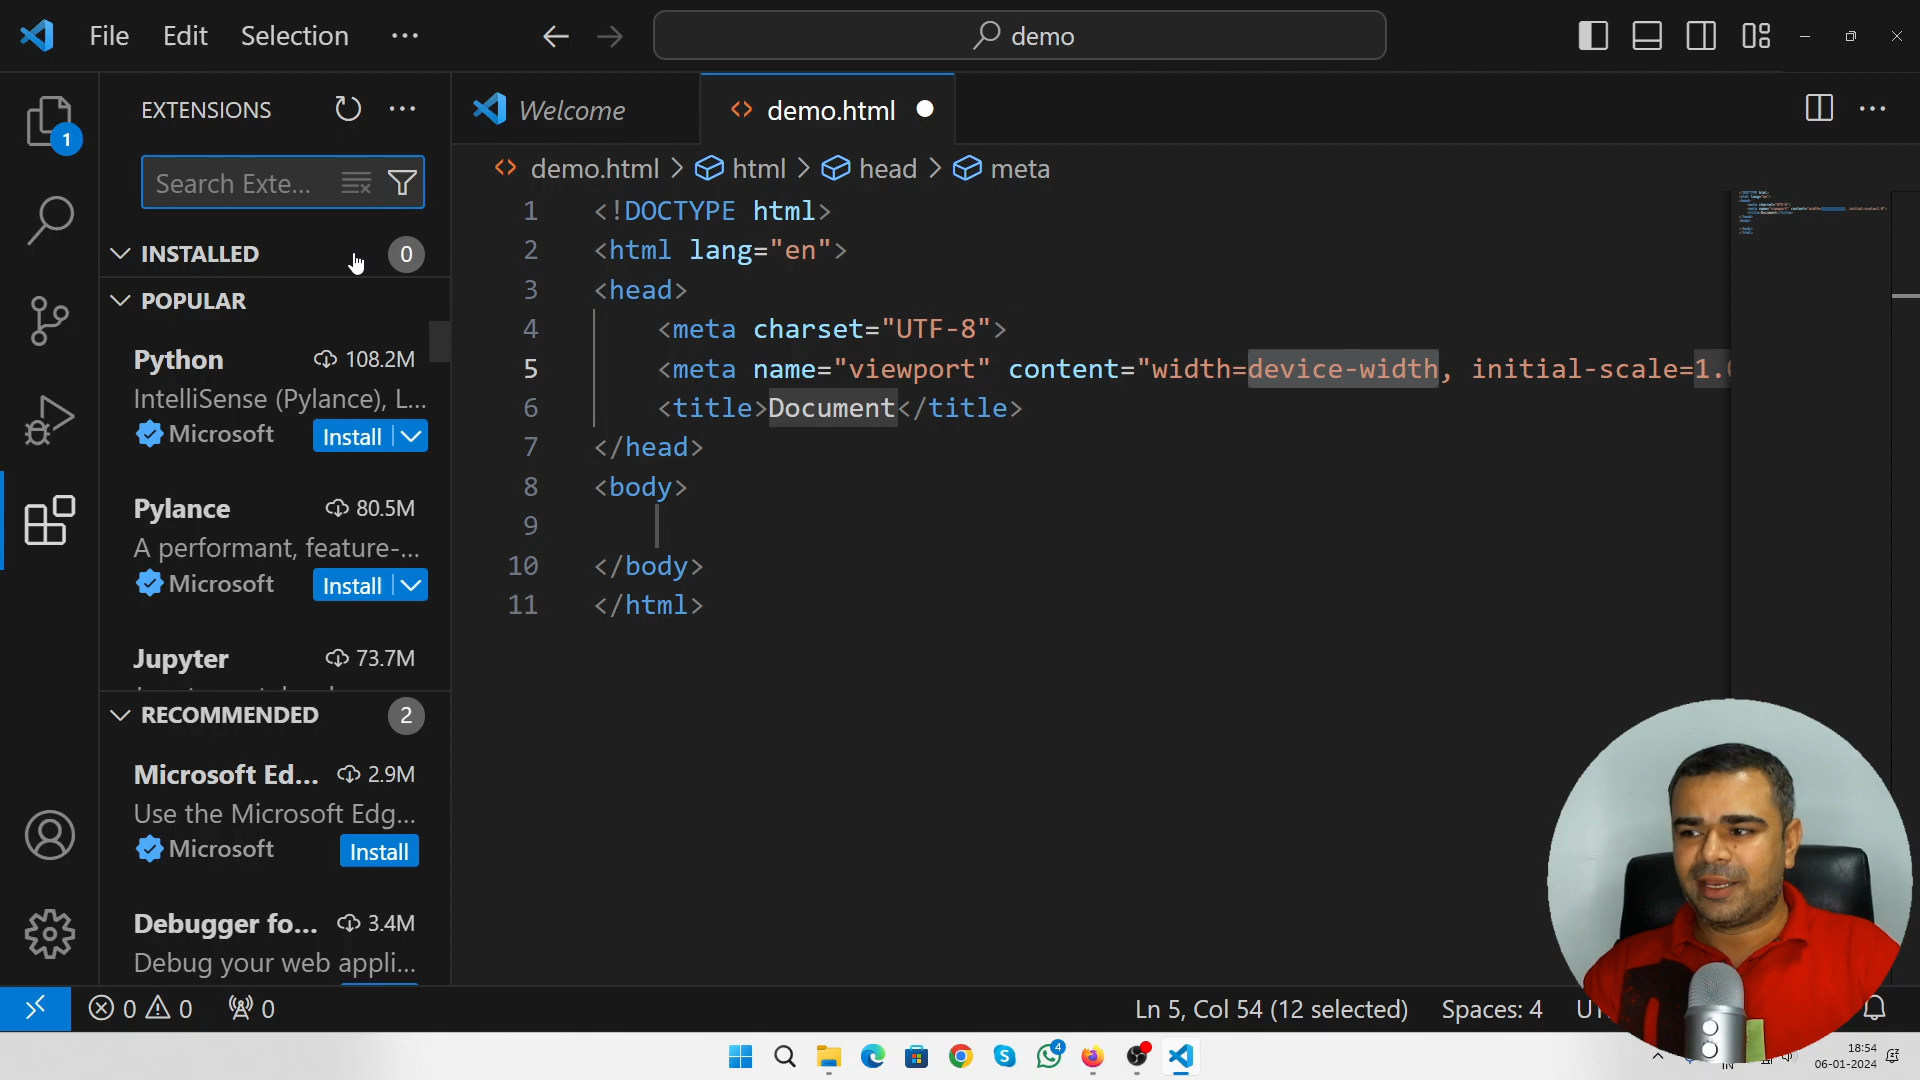 File Edit Selection ···
demo
EXTENSIONS ···
Search Exte...
INSTALLED 0
POPULAR
Python 108.2M
IntelliSense (Pylance), L...
Microsoft Install
Pylance 80.5M
A performant, feature-...
Microsoft Install
Jupyter 73.7M
RECOMMENDED 2
Microsoft Ed... 2.9M
Use the Microsoft Edg...
Microsoft Install
Debugger fo... 3.4M
Debug your web appli...
1
Welcome demo.html
demo.html > html > head > meta
1 <!DOCTYPE html>
2 <html lang="en">
3 <head>
4 <meta charset="UTF-8">
5 <meta name="viewport" content="width=device-width, initial-scale=1.
6 <title>Document</title>
7 </head>
8 <body>
9
10 </body>
11 </html>
0 0 0
Ln 5, Col 54 (12 selected) Spaces: 4
4
IN
18:54
06-01-2024